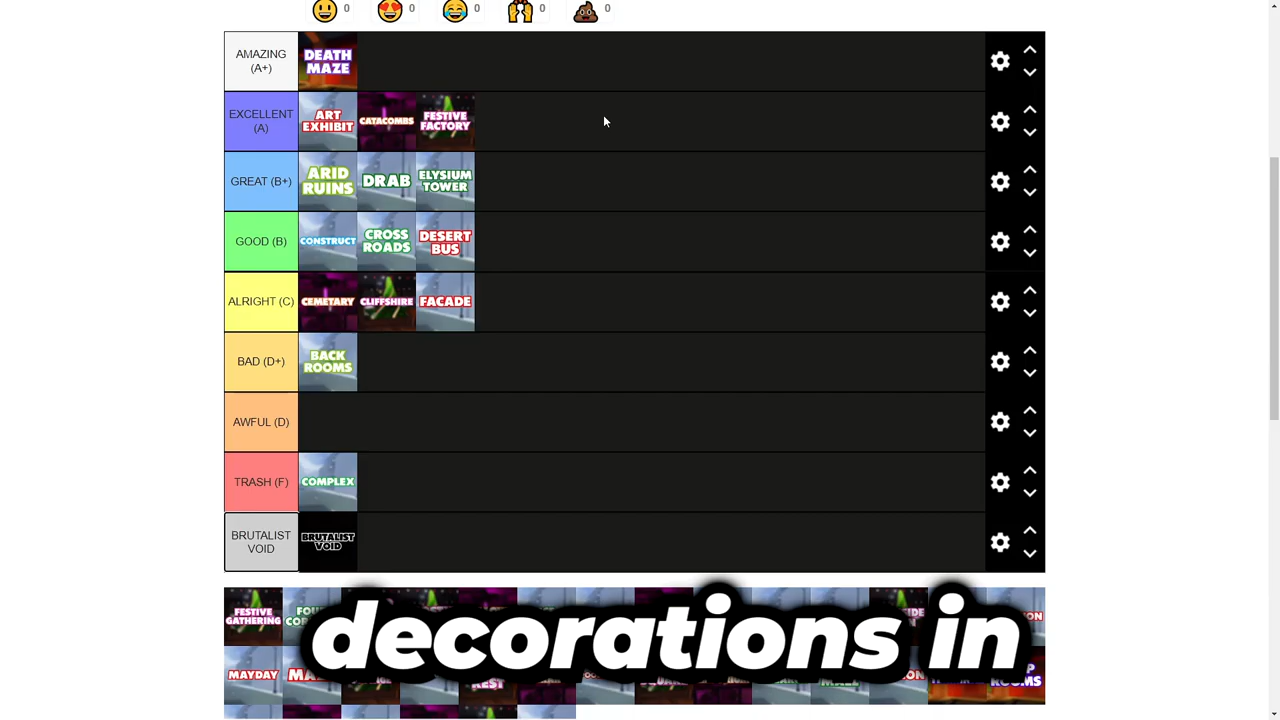 0 0 0 0 0
AMAZING
(A+)
DEATH
MAZE
EXCELLENT
(A)
ART
EXHIBIT
CATACOMBS
FESTIVE
FACTORY
GREAT (B+)
ARID
RUINS
DRAB
ELYSIUM
TOWER
GOOD (B)
CONSTRUCT
CROSS
ROADS
DESERT
BUS
ALRIGHT (C)
CEMETARY
CLIFFSHIRE
FACADE
BAD (D+)
BACK
ROOMS
AWFUL (D)
TRASH (F)
COMPLEX
BRUTALIST
VOID
BRUTALIST
VOID
FESTIVE
GATHERING
decorations in
MAYDAY